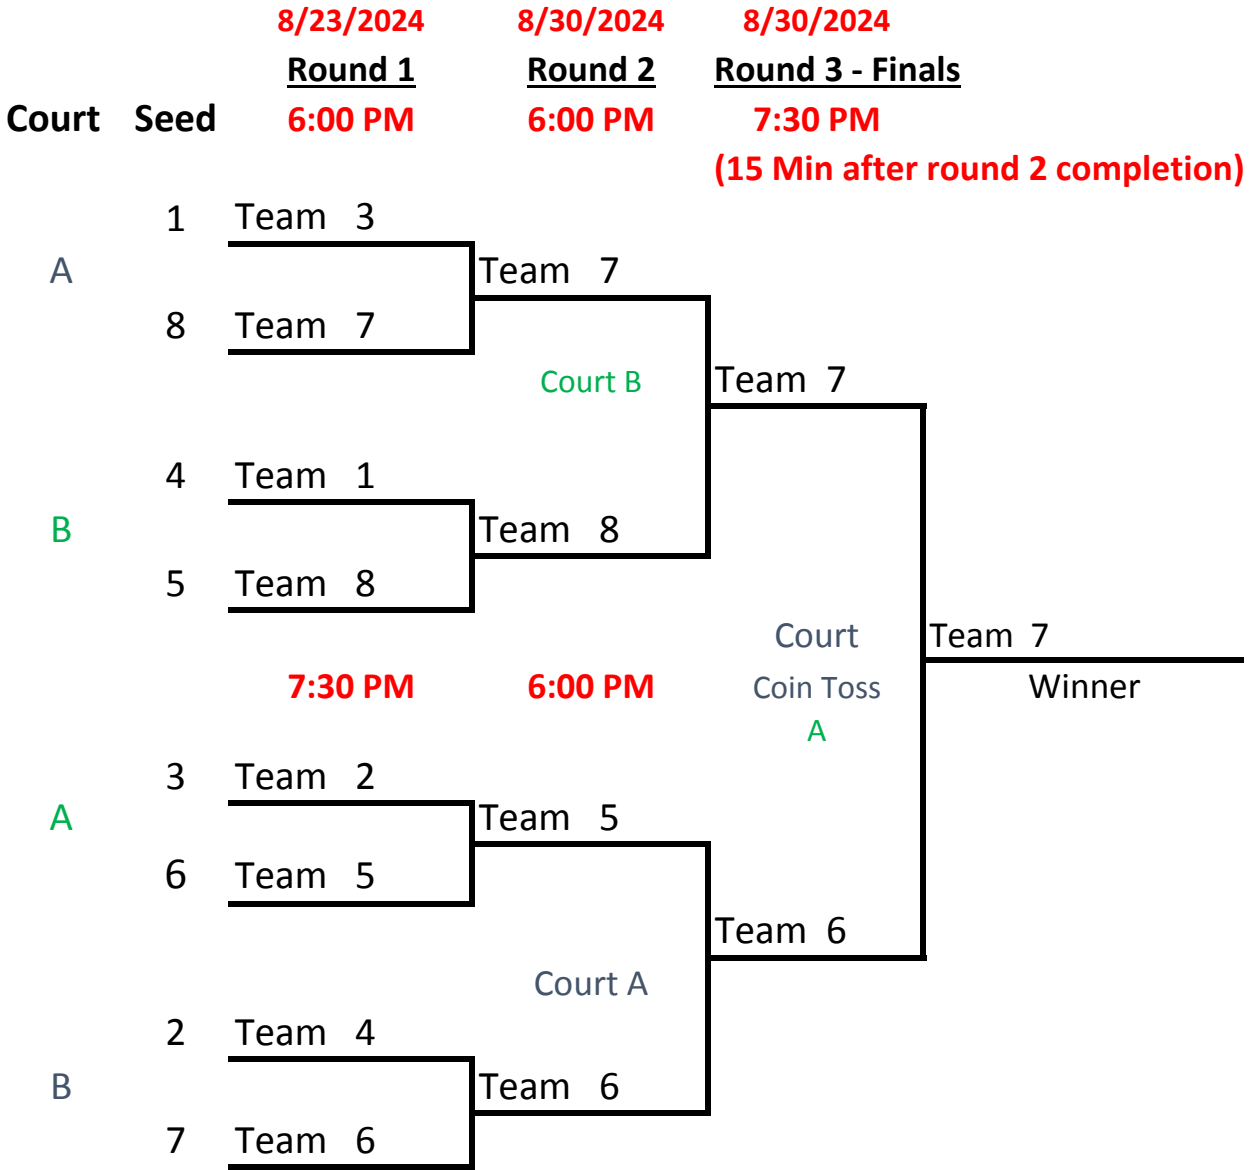 8/23/2024 8/30/2024 8/30/2024
Round 1 Round 2 Round 3 - Finals
Court Seed 6:00 PM 6:00 PM 7:30 PM
(15 Min after round 2 completion)
1 Team 3
A Team 7
8 Team 7
Court B Team 7
4 Team 1
B Team 8
5 Team 8
Court Team 7
7:30 PM 6:00 PM Coin Toss Winner
A
3 Team 2
A Team 5
6 Team 5
Team 6
Court A
2 Team 4
B Team 6
7 Team 6